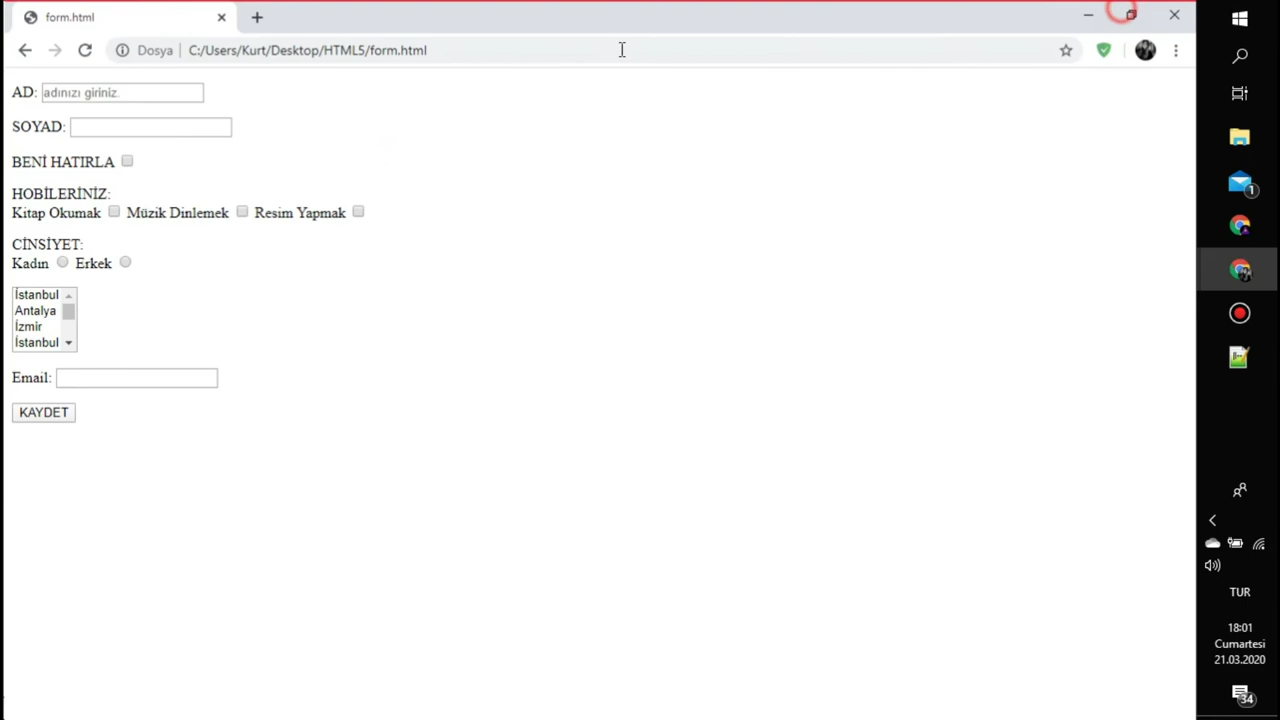 form.html
Dosya | C:/Users/Kurt/Desktop/HTML5/form.html
AD: adınızı giriniz.
SOYAD:
BENİ HATIRLA
HOBİLERİNİZ:
Kitap Okumak Müzik Dinlemek Resim Yapmak
CİNSİYET:
Kadın Erkek
İstanbul
Antalya
İzmir
İstanbul
Email:
KAYDET
1
TUR
18:01
Cumartesi
21.03.2020
34